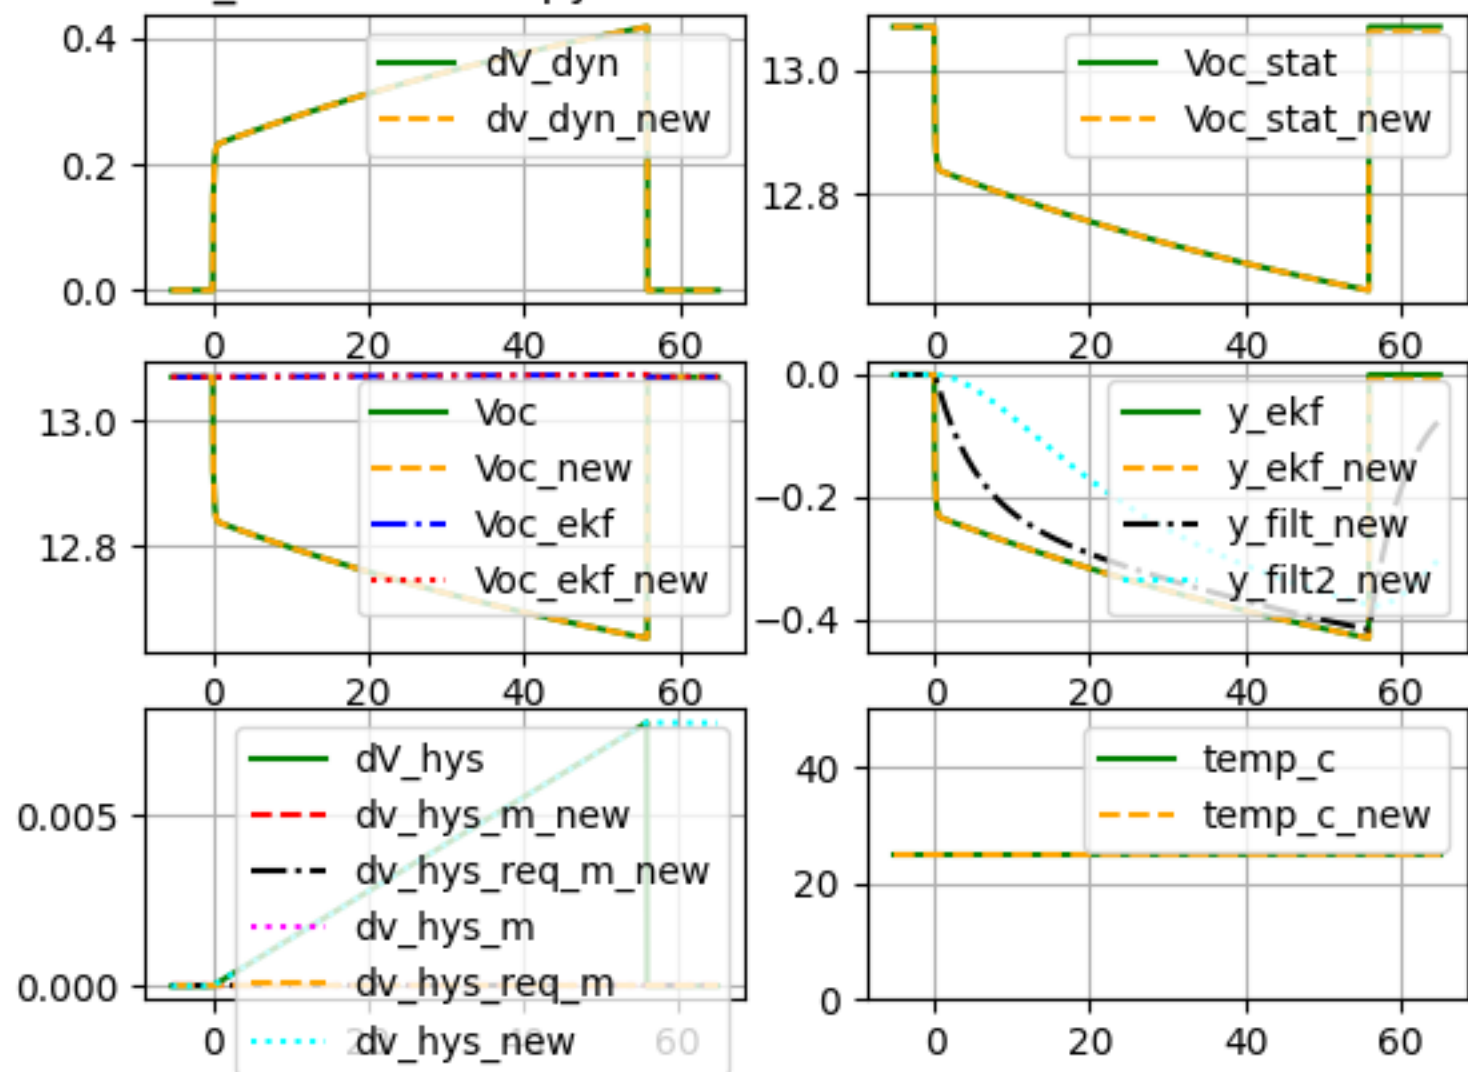 0.4
0.2
0.0
dV_dyn
dv_dyn_new
0 20 40 60
13.0
12.8
Voc_stat
Voc_stat_new
0 20 40 60
13.0
12.8
Voc
Voc_new
Voc_ekf
Voc_ekf_new
0 20 40 60
0.0
−0.2
−0.4
y_ekf
y_ekf_new
y_filt_new
y_filt2_new
0 20 40 60
0.005
0.000
dV_hys
dv_hys_m_new
dv_hys_req_m_new
dv_hys_m
dv_hys_req_m
dv_hys_new
0 20 60
40
20
0
temp_c
temp_c_new
0 20 40 60